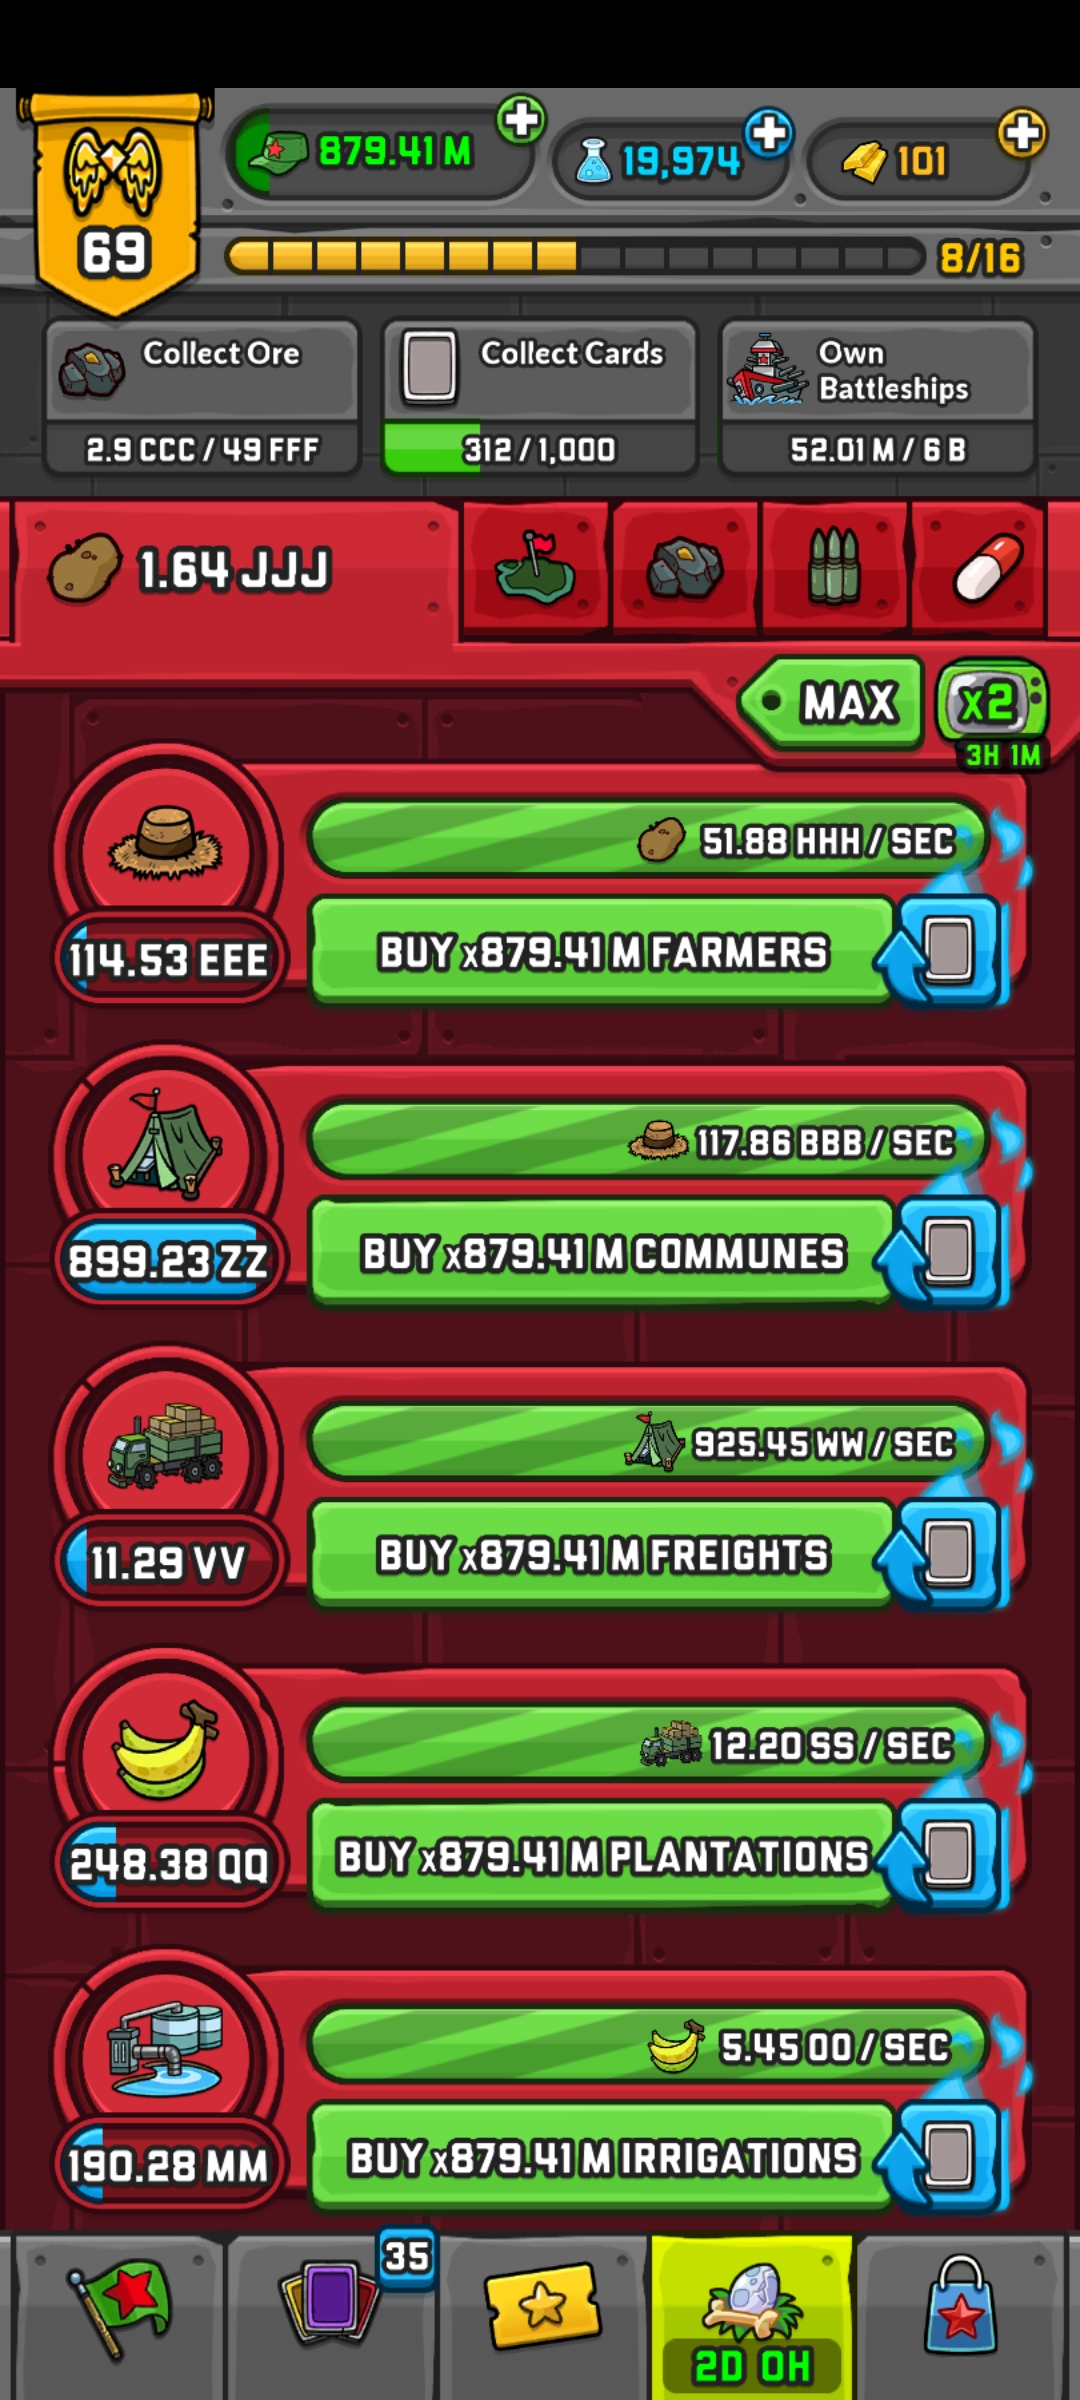 69
879.41 M
19,974
101
8/16
Collect Ore
2.9 CCC / 49 FFF
Collect Cards
312 / 1,000
Own
Battleships
52.01 M / 6 B
1.64 JJJ
MAX
x2
3H 1M
51.88 HHH / SEC
114.53 EEE
BUY x879.41 M FARMERS
117.86 BBB / SEC
899.23 ZZ
BUY x879.41 M COMMUNES
925.45 WW / SEC
11.29 VV
BUY x879.41 M FREIGHTS
12.20 SS / SEC
248.38 QQ
BUY x879.41 M PLANTATIONS
5.45 OO / SEC
190.28 MM
BUY x879.41 M IRRIGATIONS
35
2D 0H